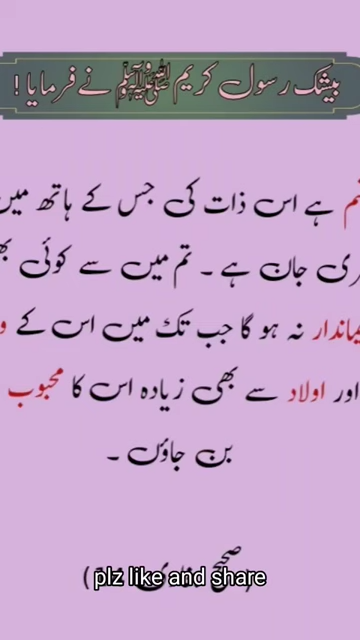 بیشک رسول کریم ﷺ نے فرمایا !
ہے اس ذات کی جس کے ہاتھ میں
جان ہے ۔ تم میں سے کوئی
نہ ہو گا جب تک میں اس کے
اور اولاد سے بھی زیادہ اس کا محبوب
بن جاؤں ۔
صحیح
plz like and share